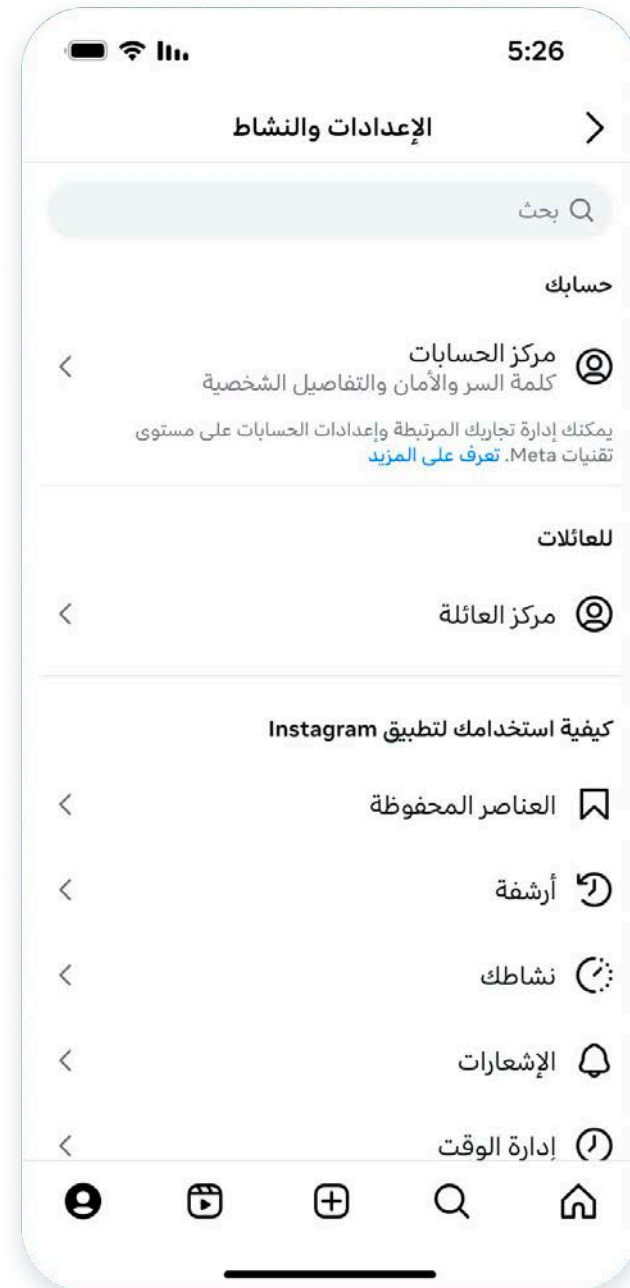 5:26
الإعدادات والنشاط
بحث
حسابك
مركز الحسابات
كلمة السر والأمان والتفاصيل الشخصية
يمكنك إدارة تجاربك المرتبطة وإعدادات الحسابات على مستوى
تقنيات Meta. تعرف على المزيد
للعائلات
مركز العائلة
كيفية استخدامك لتطبيق Instagram
العناصر المحفوظة
أرشفة
نشاطك
الإشعارات
إدارة الوقت